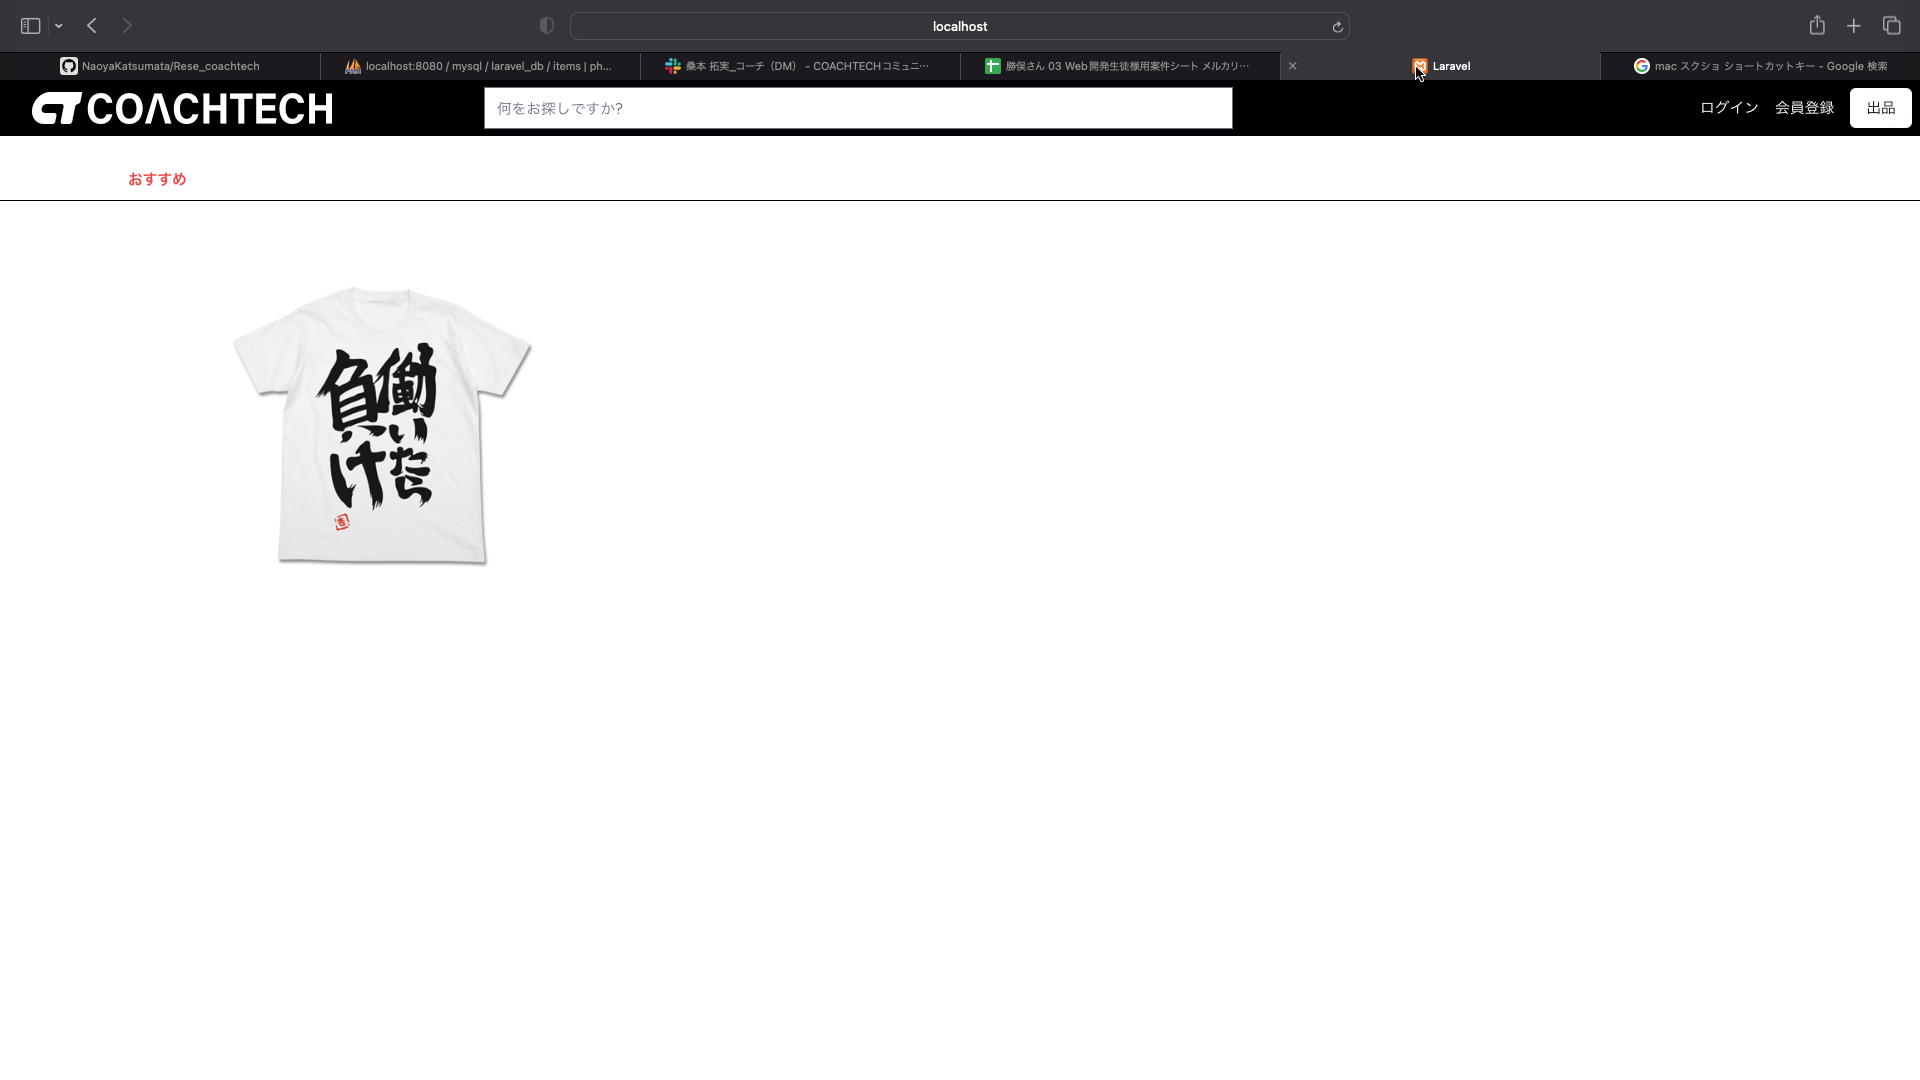 localhost
NaoyaKatsumata/Rese_coachtech
localhost:8080 / mysql / laravel_db / items | ph...
桑本 拓実_コーチ（DM） - COACHTECHコミュニ…
勝俣さん 03 Web開発生徒様用案件シート メルカリ…
Laravel
mac スクショ ショートカットキー - Google 検索
COACHTECH
何をお探しですか?
ログイン
会員登録
出品
おすすめ
働いたら
負け